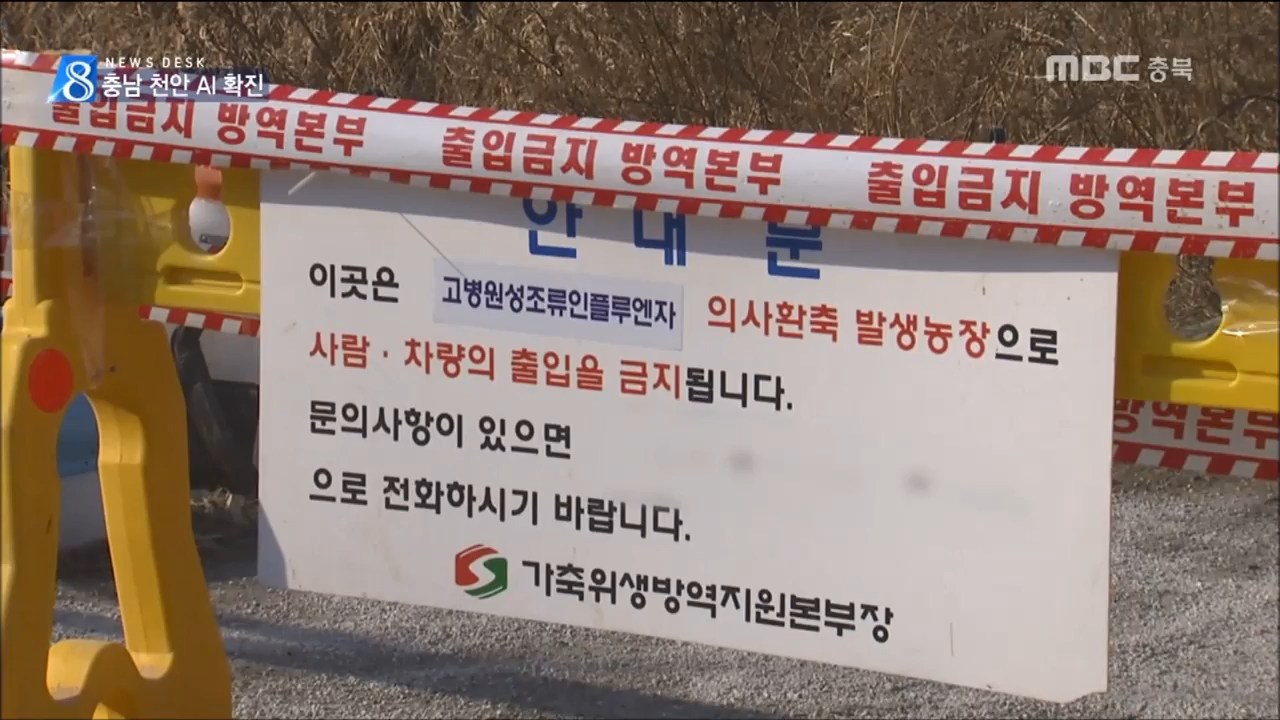 NEWS DESK
8 충남 천안 AI 확진
MBC 충북
출입금지 방역본부 출입금지 방역본부 출입금지 방역본부
안내문
이곳은 고병원성조류인플루엔자 의사환축 발생농장으로
사람·차량의 출입을 금지됩니다.
문의사항이 있으면
으로 전화하시기 바랍니다.
가축위생방역지원본부장
방역본부